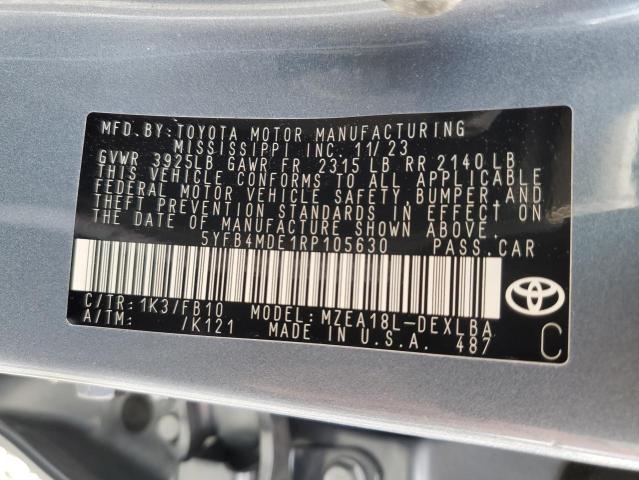 MFD.BY:TOYOTA MOTOR MANUFACTURING
MISSISSIPPI INC. 11/23
GVWR 3925LB GAWR FR 2315 LB RR 2140 LB
THIS VEHICLE CONFORMS TO ALL APPLICABLE
FEDERAL MOTOR VEHICLE SAFETY, BUMPER, AND
THEFT PREVENTION STANDARDS IN EFFECT ON
THE DATE OF MANUFACTURE SHOWN ABOVE.
5YFB4MDE1RP105630 PASS.CAR
C/TR: 1K3/FB10 MODEL: MZEA18L-DEXLBA
A/TM: /K121 MADE IN U.S.A. 487
C